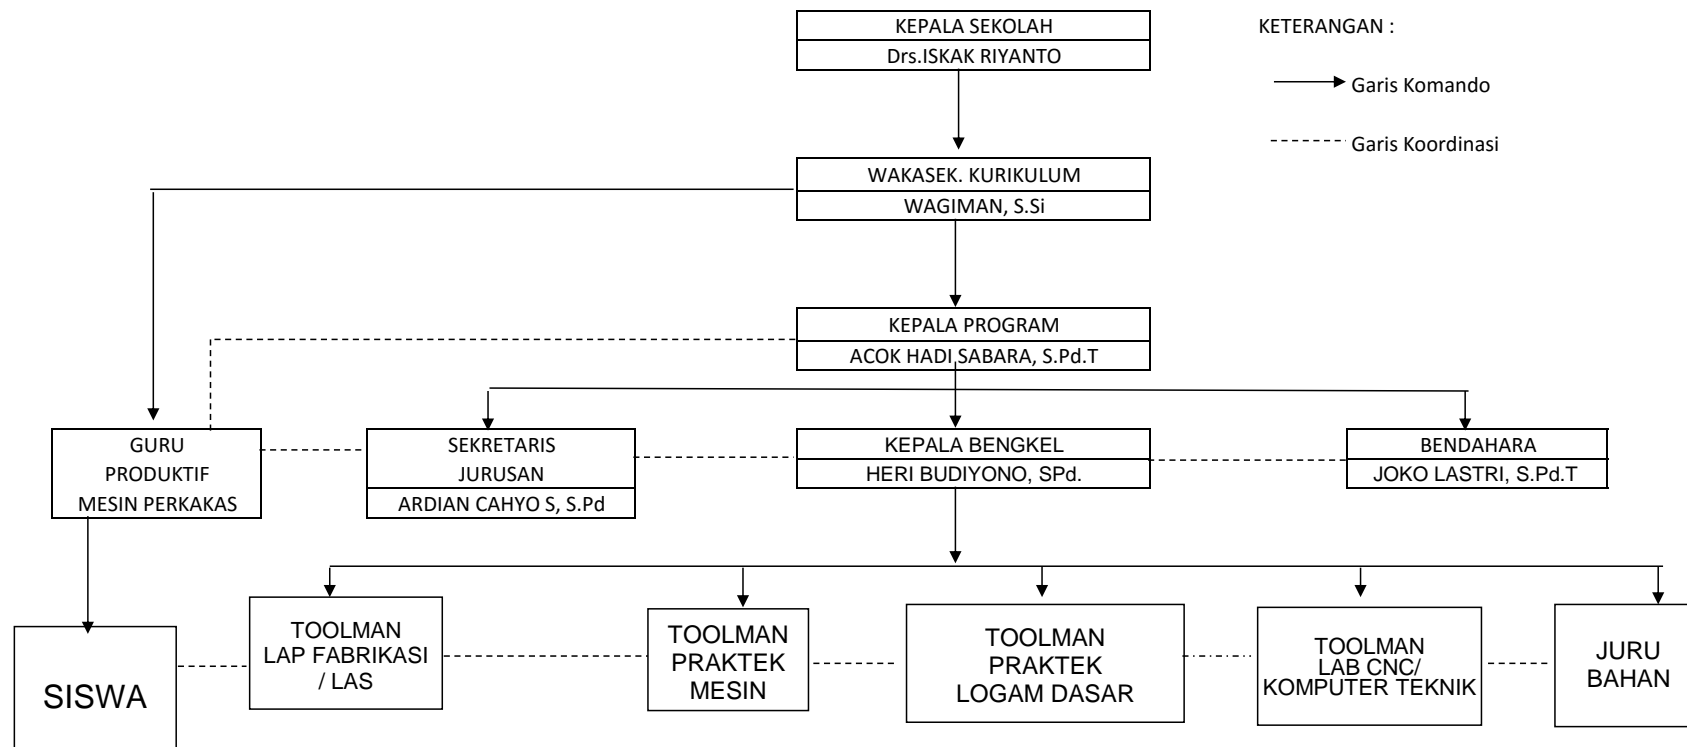 KEPALA SEKOLAH
Drs.ISKAK RIYANTO
KETERANGAN :
Garis Komando
Garis Koordinasi
WAKASEK. KURIKULUM
WAGIMAN, S.Si
KEPALA PROGRAM
ACOK HADI SABARA, S.Pd.T
GURU
PRODUKTIF
MESIN PERKAKAS
SEKRETARIS
JURUSAN
ARDIAN CAHYO S, S.Pd
KEPALA BENGKEL
HERI BUDIYONO, SPd.
BENDAHARA
JOKO LASTRI, S.Pd.T
SISWA
TOOLMAN
LAP FABRIKASI
/ LAS
TOOLMAN
PRAKTEK
MESIN
TOOLMAN
PRAKTEK
LOGAM DASAR
TOOLMAN
LAB CNC/
KOMPUTER TEKNIK
JURU
BAHAN